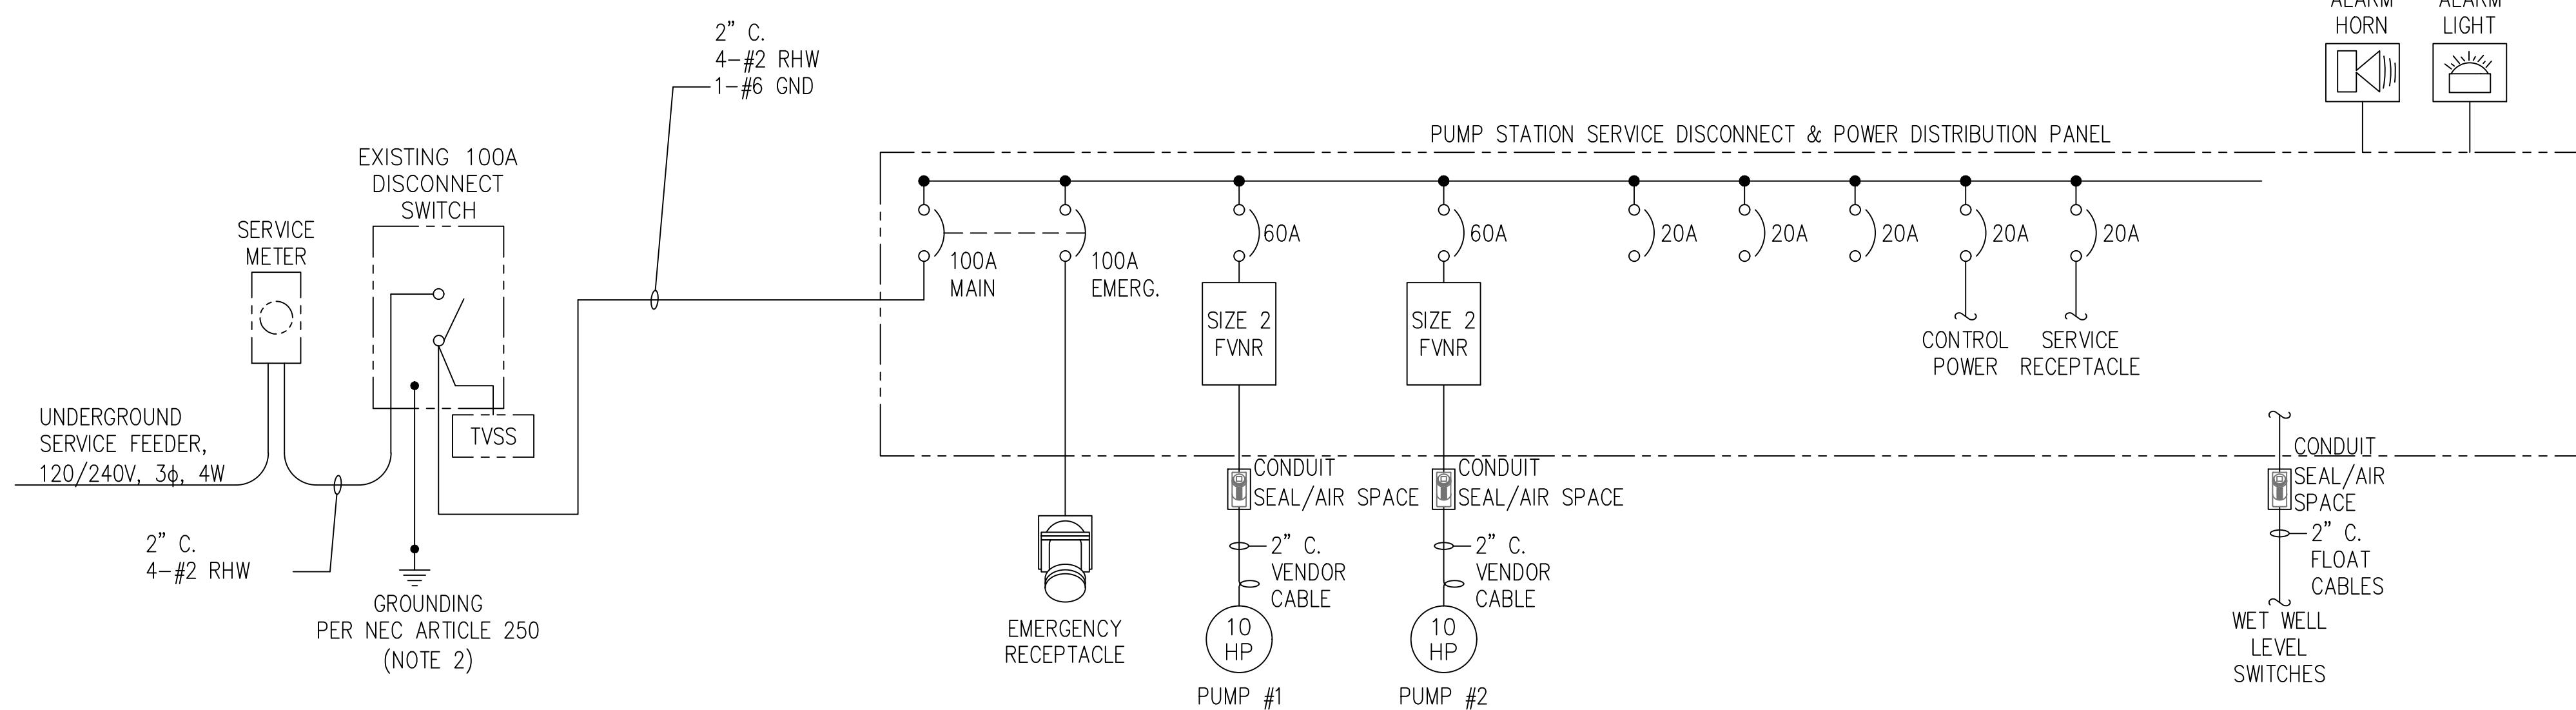 ALARM
HORN
ALARM
LIGHT
2" C.
4-#2 RHW
1-#6 GND
PUMP STATION SERVICE DISCONNECT & POWER DISTRIBUTION PANEL
EXISTING 100A
DISCONNECT
SWITCH
SERVICE
METER
100A
MAIN
100A
EMERG.
60A
60A
20A
20A
20A
20A
20A
SIZE 2
FVNR
SIZE 2
FVNR
CONTROL
POWER
SERVICE
RECEPTACLE
UNDERGROUND
SERVICE FEEDER,
120/240V, 3ϕ, 4W
TVSS
2" C.
4-#2 RHW
GROUNDING
PER NEC ARTICLE 250
(NOTE 2)
EMERGENCY
RECEPTACLE
CONDUIT
SEAL/AIR SPACE
2" C.
VENDOR
CABLE
10
HP
PUMP #1
CONDUIT
SEAL/AIR SPACE
2" C.
VENDOR
CABLE
10
HP
PUMP #2
CONDUIT
SEAL/AIR
SPACE
2" C.
FLOAT
CABLES
WET WELL
LEVEL
SWITCHES